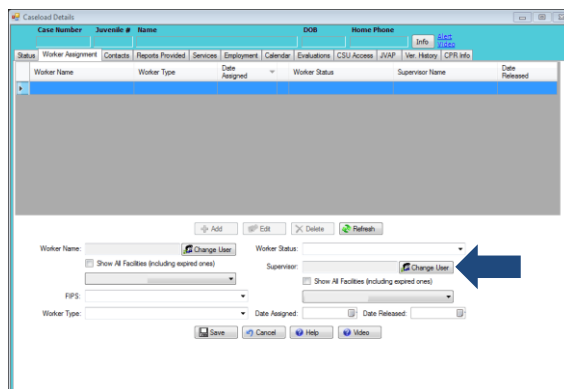 Caseload Details
Case Number Juvenile # Name DOB Home Phone
Info Alert
Video
Status Worker Assignment Contacts Reports Provided Services Employment Calendar Evaluations CSU Access JVAP Ver. History CPR Info
Worker Name Worker Type Date Assigned Worker Status Supervisor Name Date Released
Add Edit Delete Refresh
Worker Name: Change User Worker Status:
Show All Facilities (including expired ones) Supervisor: Change User
Show All Facilities (including expired ones)
FIPS:
Worker Type: Date Assigned: Date Released:
Save Cancel Help Video